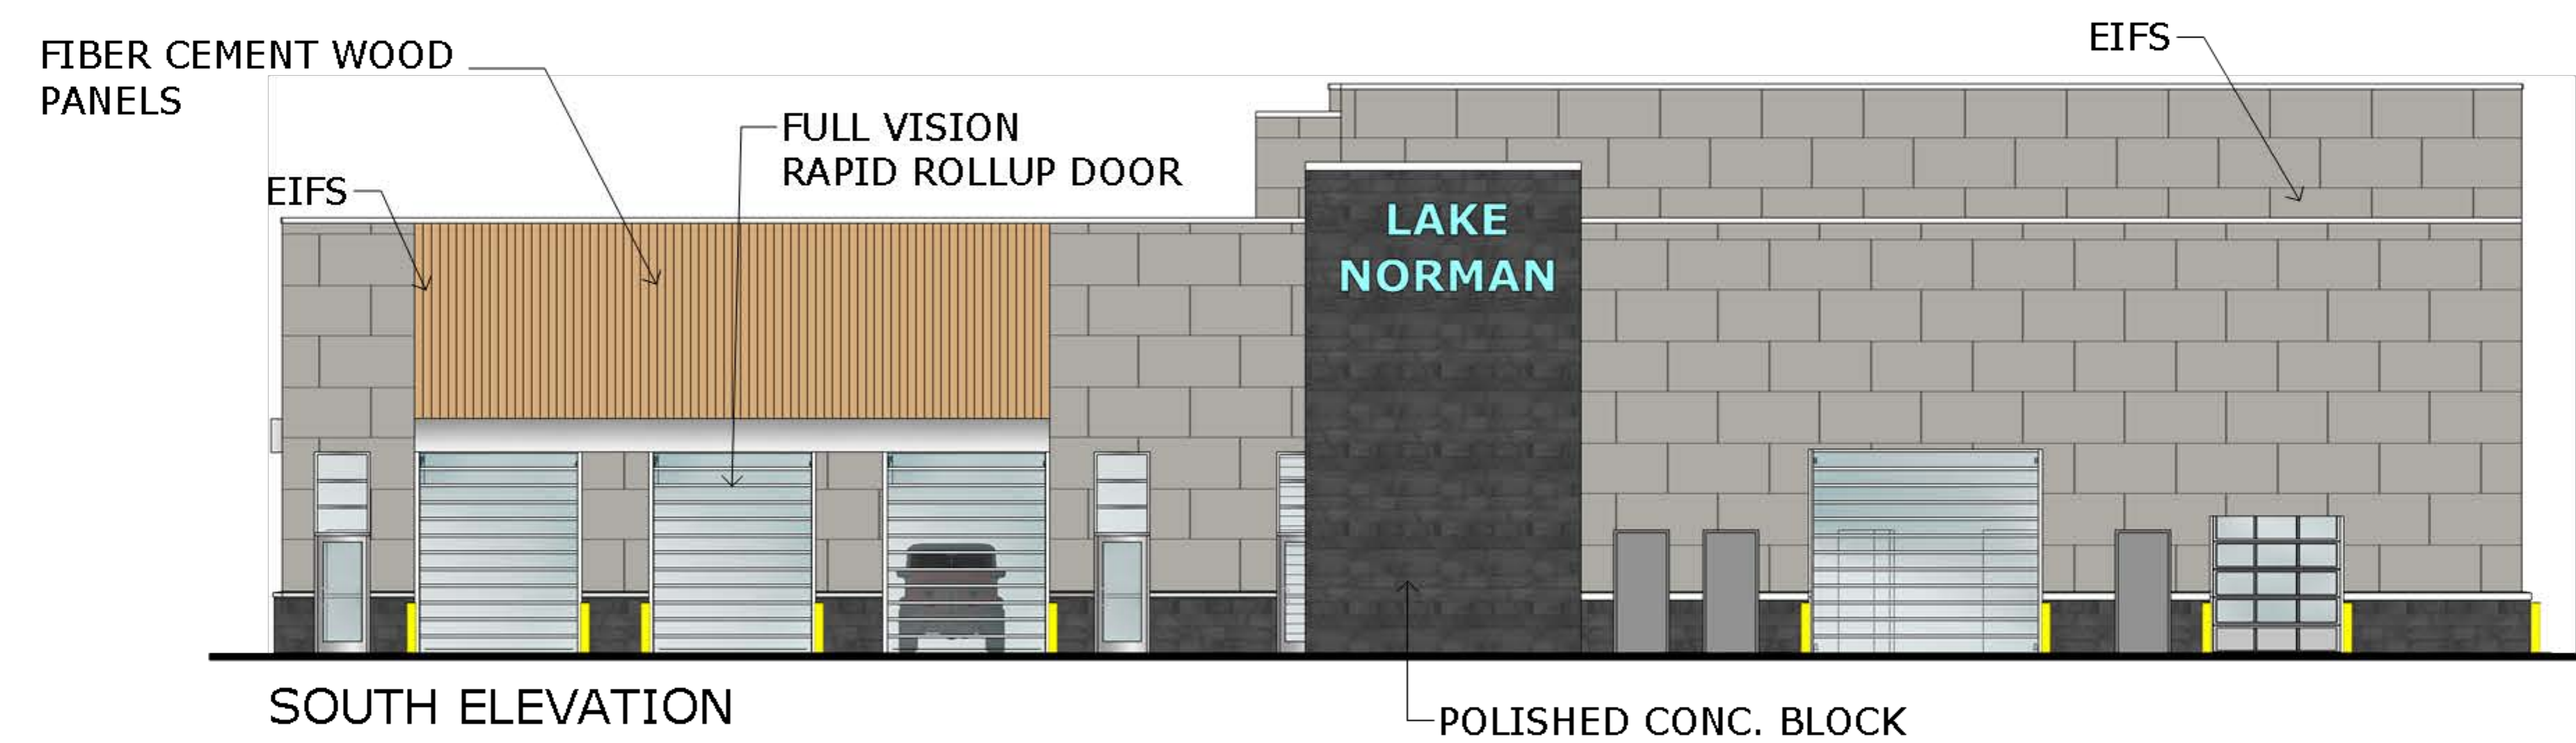 FIBER CEMENT WOOD
PANELS
EIFS
FULL VISION
RAPID ROLLUP DOOR
EIFS
LAKE
NORMAN
SOUTH ELEVATION
POLISHED CONC. BLOCK